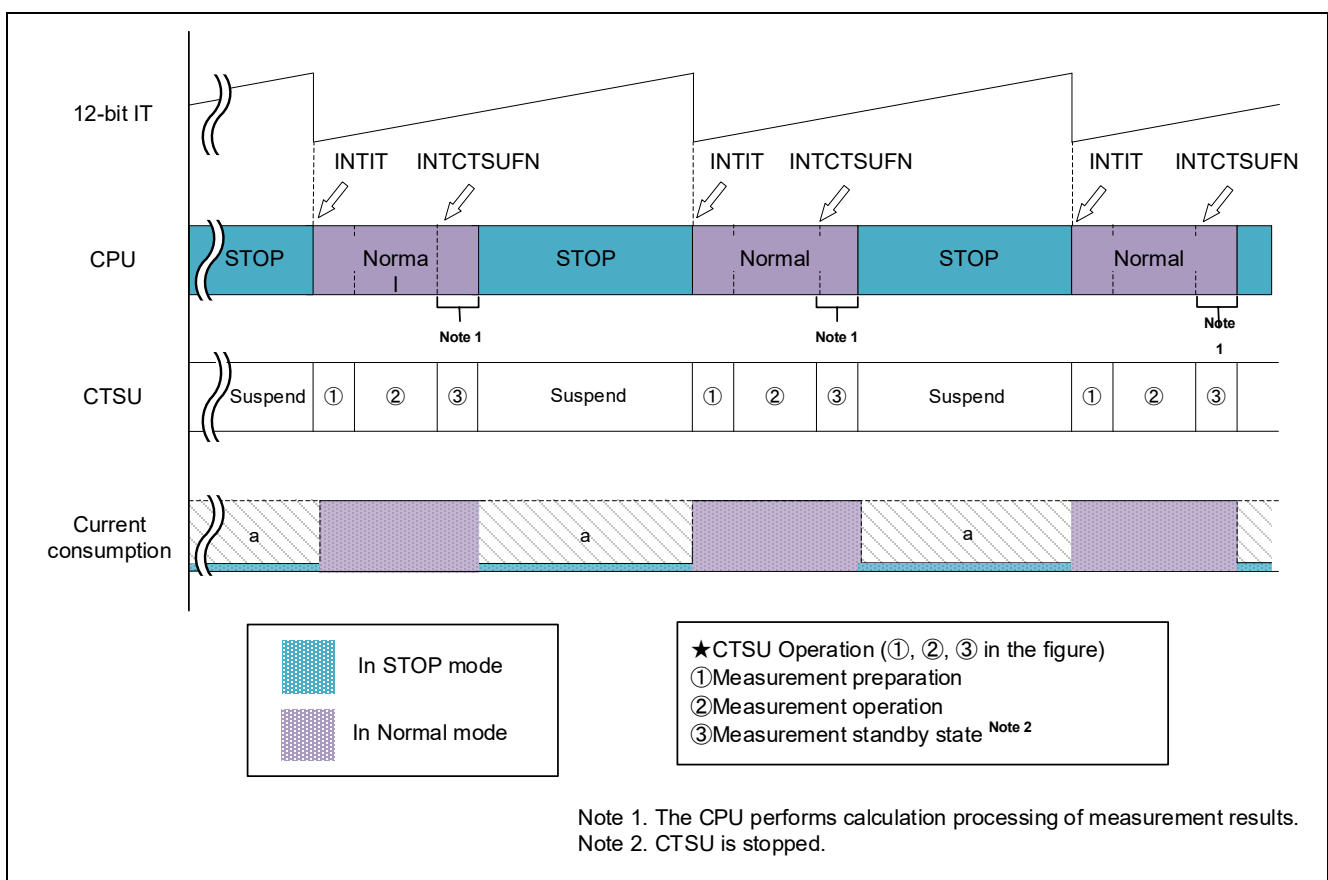 12-bit IT
INTIT INTCTSUFN INTIT INTCTSUFN INTIT INTCTSUFN
CPU STOP Norma STOP Normal STOP Normal
l
Note 1 Note 1 Note
1
CTSU Suspend ① ② ③ Suspend ① ② ③ Suspend ① ② ③
Current
consumption
a a a
In STOP mode
In Normal mode
★CTSU Operation (①, ②, ③ in the figure)
①Measurement preparation
②Measurement operation
③Measurement standby state Note 2
Note 1. The CPU performs calculation processing of measurement results.
Note 2. CTSU is stopped.